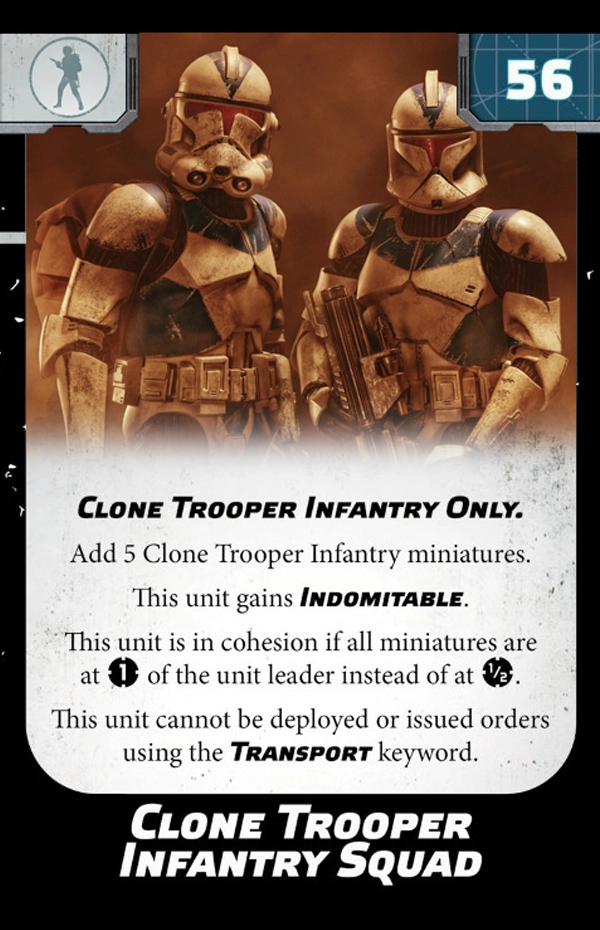 56
Clone Trooper Infantry Only.
Add 5 Clone Trooper Infantry miniatures.
This unit gains Indomitable.
This unit is in cohesion if all miniatures are
at 1 of the unit leader instead of at 1/2.
This unit cannot be deployed or issued orders
using the Transport keyword.
Clone Trooper
Infantry Squad